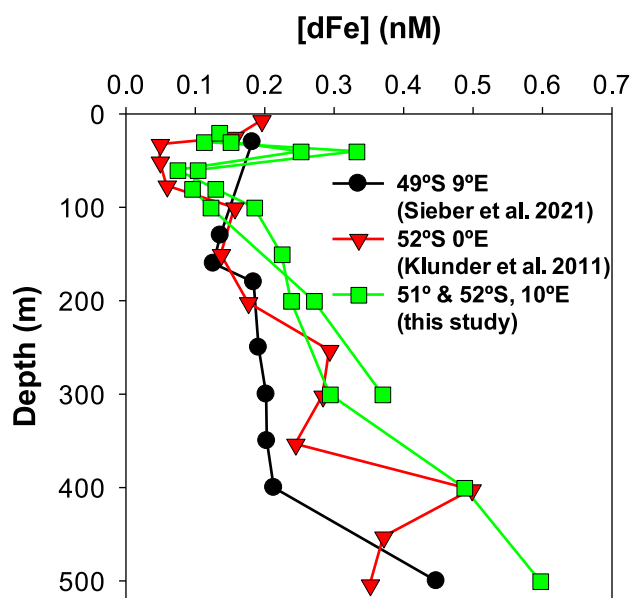 [dFe] (nM)
0.0 0.1 0.2 0.3 0.4 0.5 0.6 0.7
0
100
200
300
400
500
Depth (m)
49ºS 9ºE
(Sieber et al. 2021)
52ºS 0ºE
(Klunder et al. 2011)
51º & 52ºS, 10ºE
(this study)